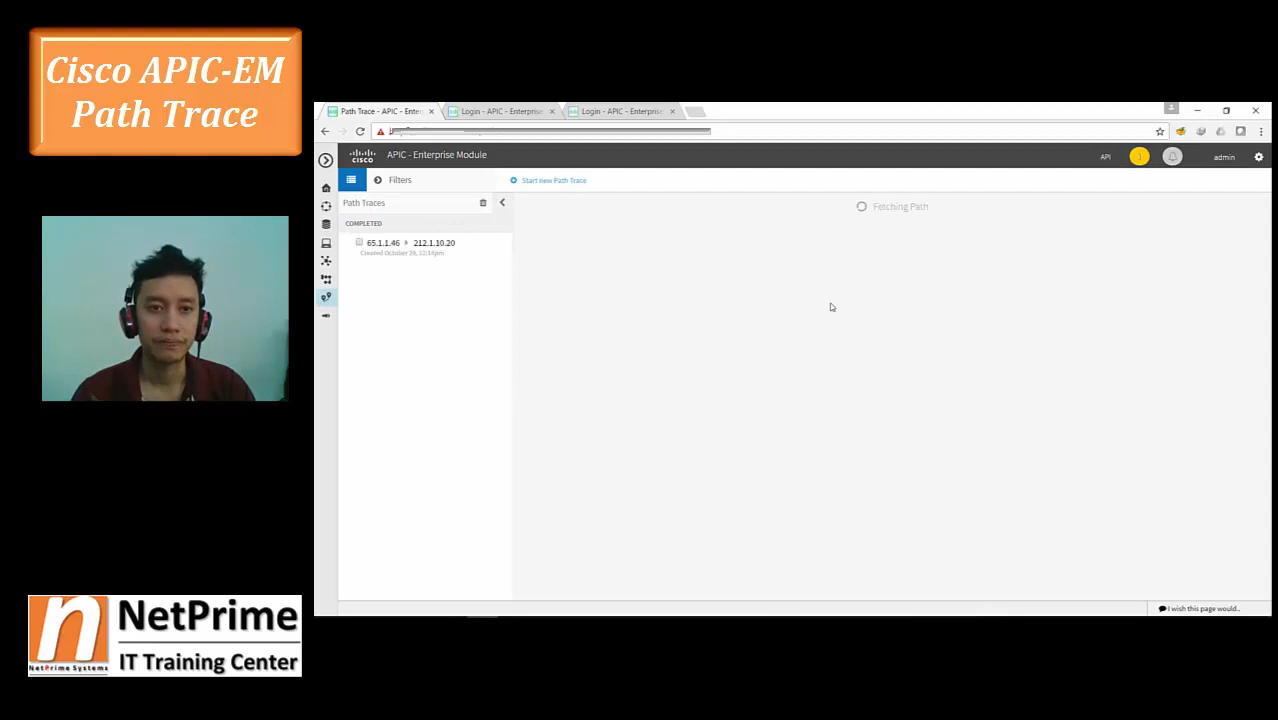 Cisco APIC-EM
Path Trace
Path Trace - APIC - Enter
Login - APIC - Enterprise
Login - APIC - Enterprise
CISCO
APIC - Enterprise Module
API
admin
Filters
Start new Path Trace
Path Traces
Fetching Path
COMPLETED
65.1.1.46 212.1.10.20
Created October 29, 12:14pm
I wish this page would..
n NetPrime
NetPrime Systems
IT Training Center